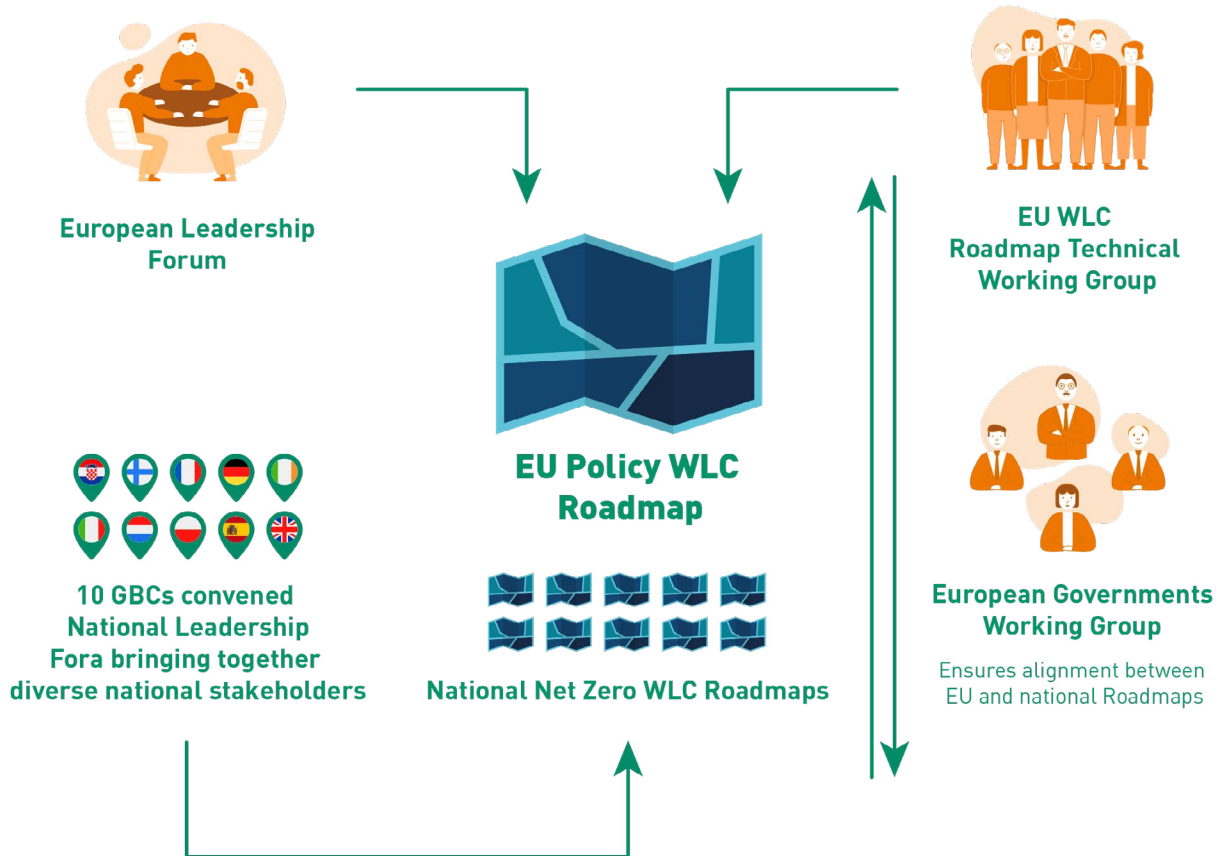 European Leadership
Forum
EU WLC
Roadmap Technical
Working Group
EU Policy WLC
Roadmap
10 GBCs convened
National Leadership
Fora bringing together
diverse national stakeholders
National Net Zero WLC Roadmaps
European Governments
Working Group
Ensures alignment between
EU and national Roadmaps